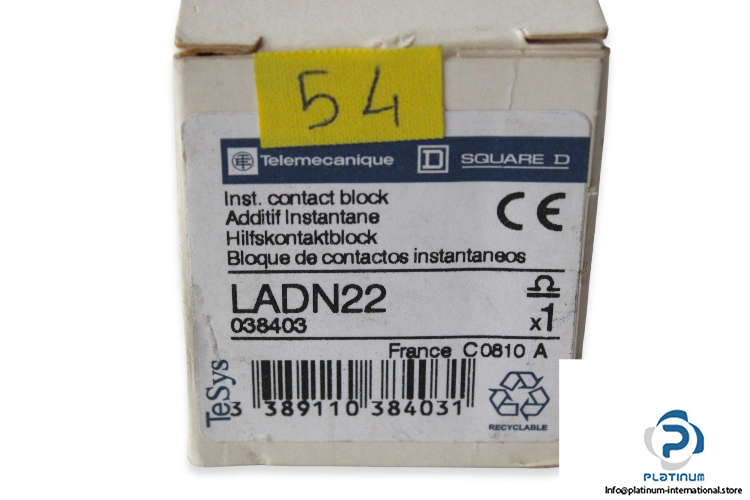 54
Telemecanique D SQUARE D
Inst. contact block
Additif Instantane
Hilfskontaktblock
Bloque de contactos instantaneos
CE
LADN22
038403
x1
France C0810 A
TeSys
3 389110 384031
RECYCLABLE
P
PLATINUM
Info@platinum-international.store